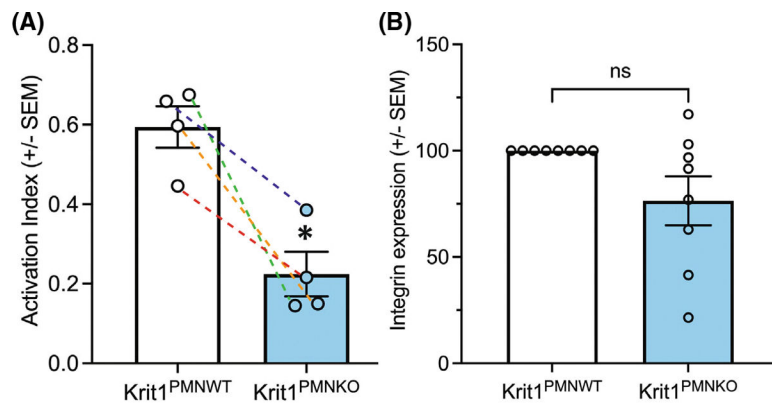 (A)
Activation Index (+/- SEM)
0.8
0.6
0.4
0.2
0.0
*
Krit1PMNWT
Krit1PMNKO
(B)
Integrin expression (+/- SEM)
150
100
50
0
ns
Krit1PMNWT
Krit1PMNKO